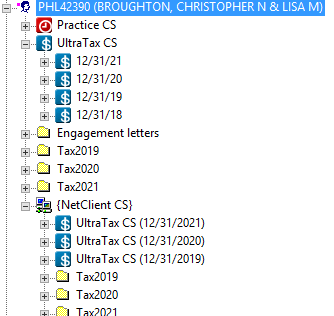 PHL42390 (BROUGHTON, CHRISTOPHER N & LISA M)
Practice CS
UltraTax CS
12/31/21
12/31/20
12/31/19
12/31/18
Engagement letters
Tax2019
Tax2020
Tax2021
{NetClient CS}
UltraTax CS (12/31/2021)
UltraTax CS (12/31/2020)
UltraTax CS (12/31/2019)
Tax2019
Tax2020
Tax2021